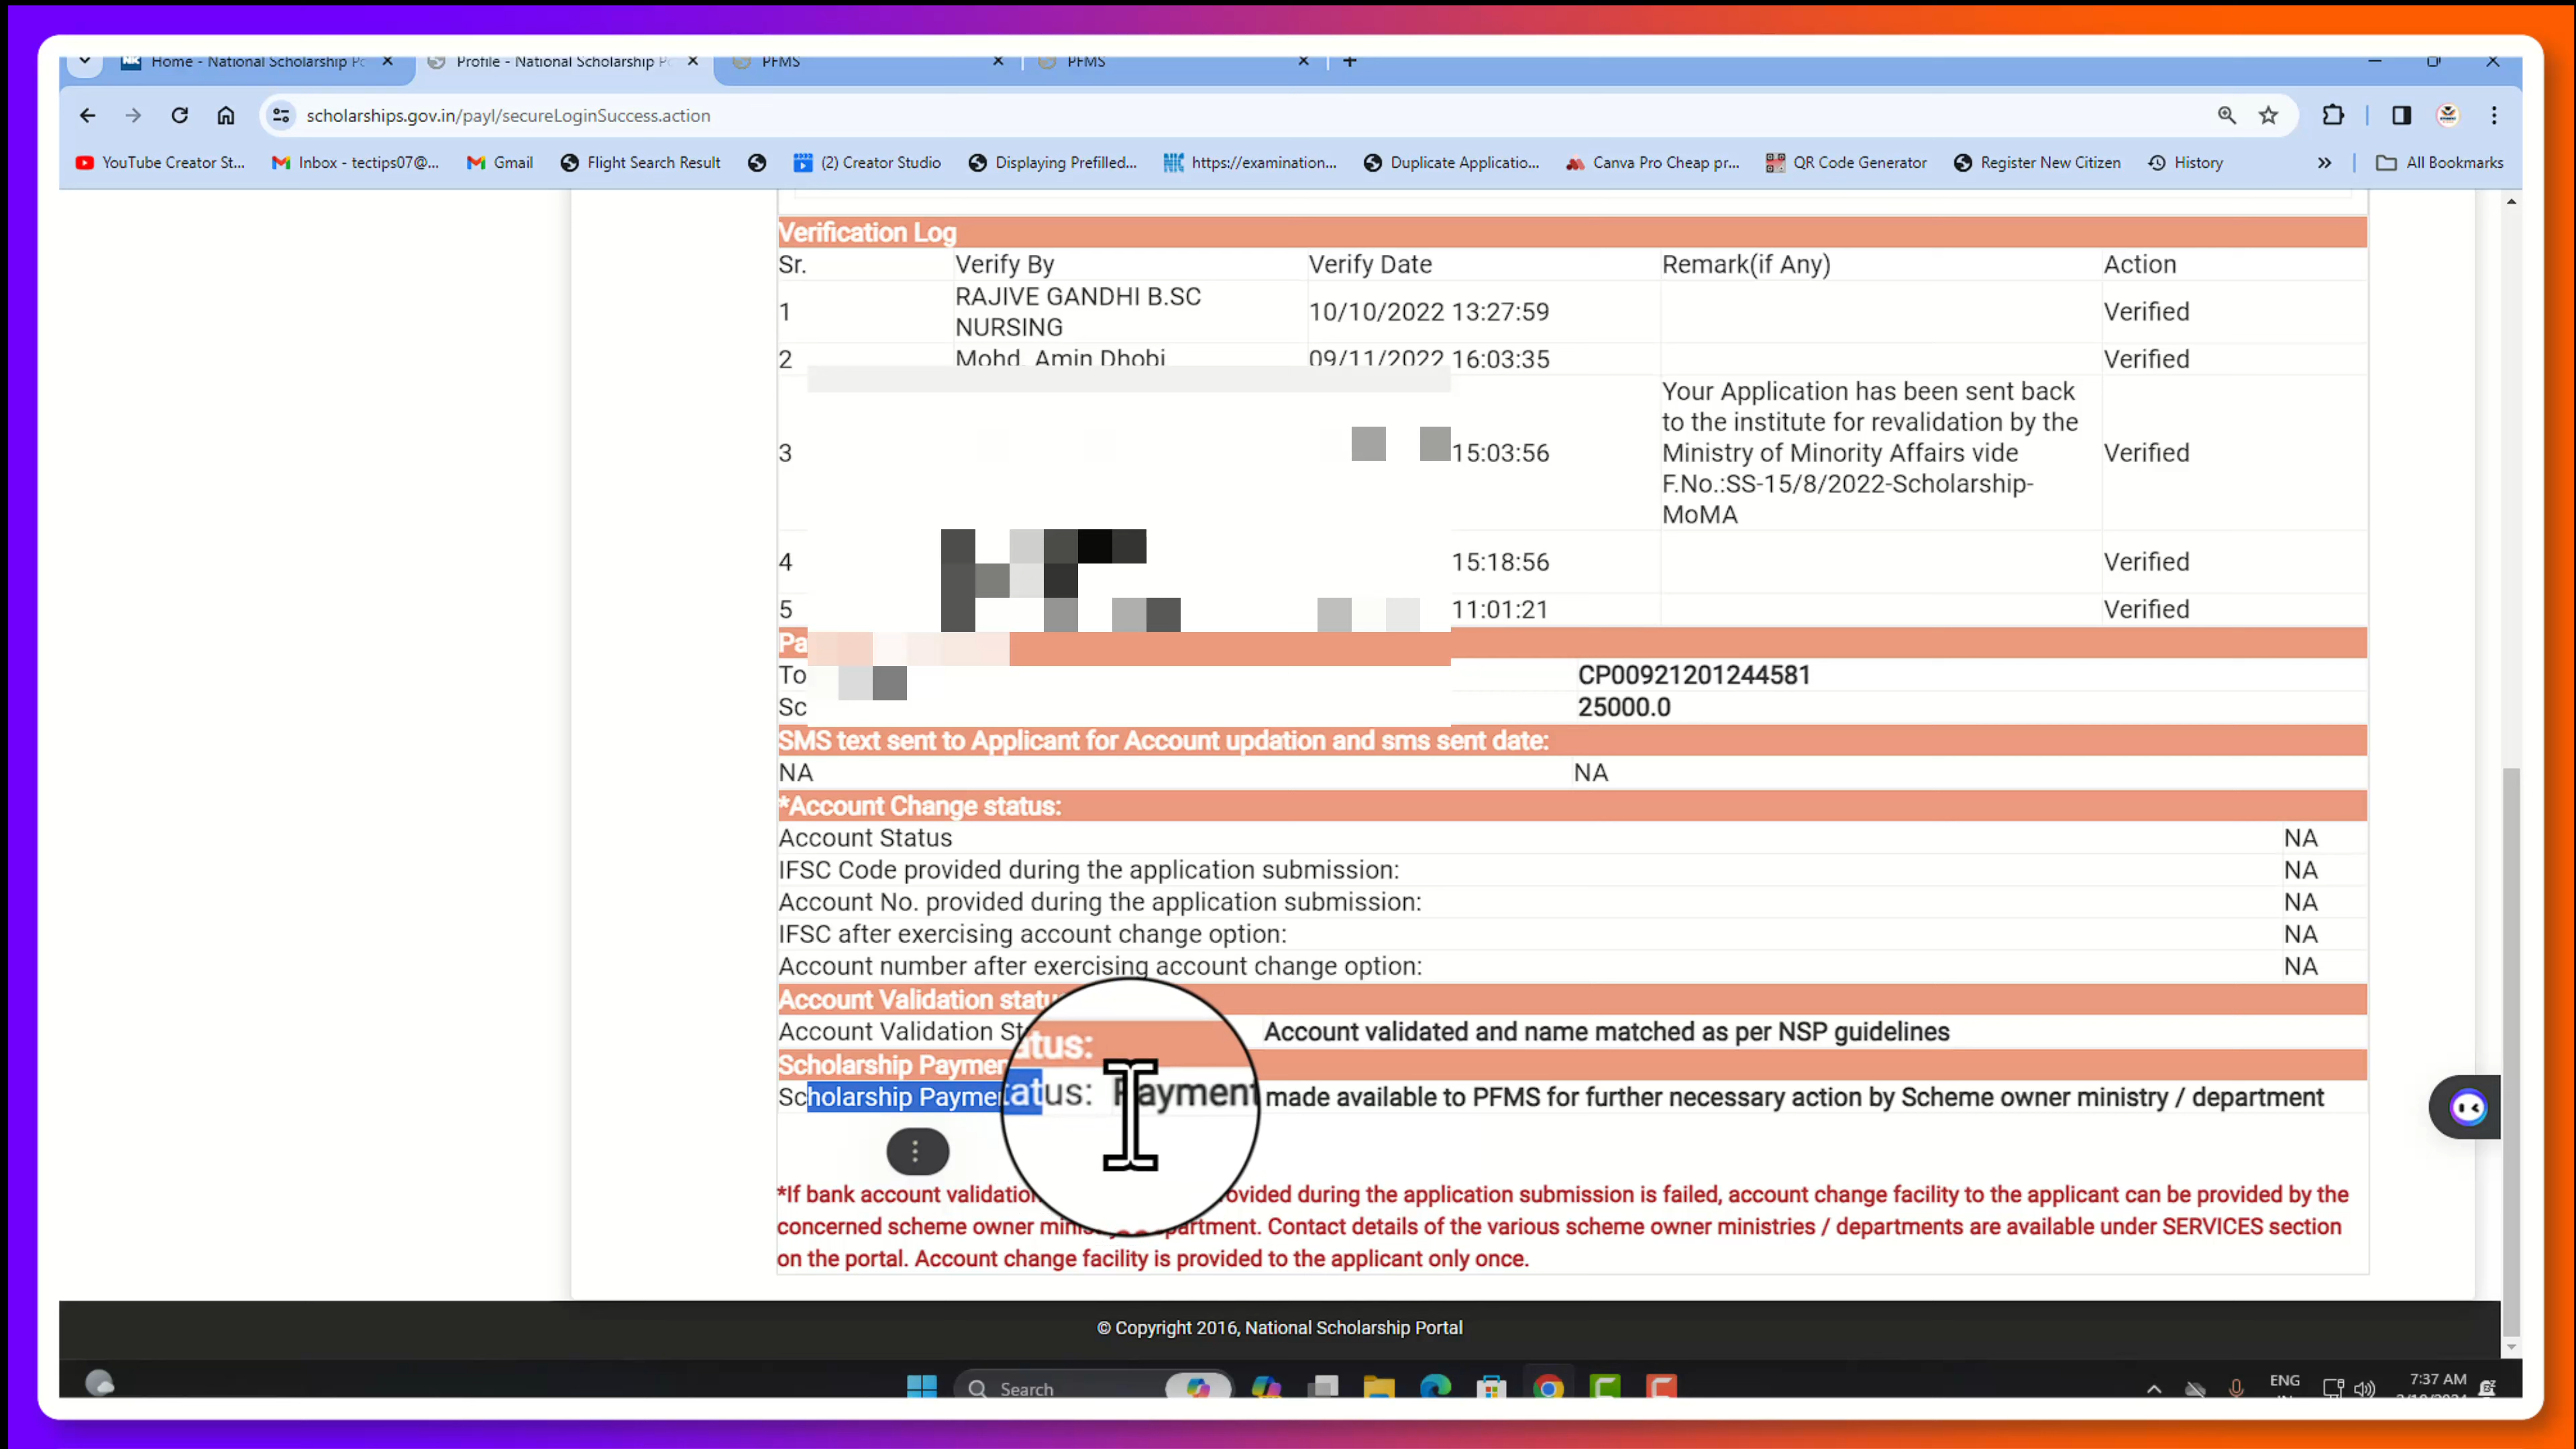 Home - National Scholarship Po
Profile - National Scholarship Po
PFMS
PFMS
scholarships.gov.in/payl/secureLoginSuccess.action
YouTube Creator St...
Inbox - tectips07@...
Gmail
Flight Search Result
(2) Creator Studio
Displaying Prefilled...
https://examination...
Duplicate Applicatio...
Canva Pro Cheap pr...
QR Code Generator
Register New Citizen
History
All Bookmarks
Verification Log
Sr. Verify By Verify Date Remark(if Any) Action
1 RAJIVE GANDHI B.SC NURSING 10/10/2022 13:27:59 Verified
2 Mohd Amin Dhobi 09/11/2022 16:03:35 Verified
3 15:03:56 Your Application has been sent back
to the institute for revalidation by the
Ministry of Minority Affairs vide
F.No.:SS-15/8/2022-Scholarship-
MoMA
Verified
4 15:18:56 Verified
5 11:01:21 Verified
Pa
To CP00921201244581
Sc 25000.0
SMS text sent to Applicant for Account updation and sms sent date:
NA NA
*Account Change status:
Account Status NA
IFSC Code provided during the application submission: NA
Account No. provided during the application submission: NA
IFSC after exercising account change option: NA
Account number after exercising account change option: NA
Account Validation statu
Account Validation St Account validated and name matched as per NSP guidelines
Scholarship Paymen atus:
Scholarship Paymen tatus: Payment made available to PFMS for further necessary action by Scheme owner ministry / department
*If bank account validation ovided during the application submission is failed, account change facility to the applicant can be provided by the
concerned scheme owner minis partment. Contact details of the various scheme owner ministries / departments are available under SERVICES section
on the portal. Account change facility is provided to the applicant only once.
© Copyright 2016, National Scholarship Portal
Search
ENG
7:37 AM